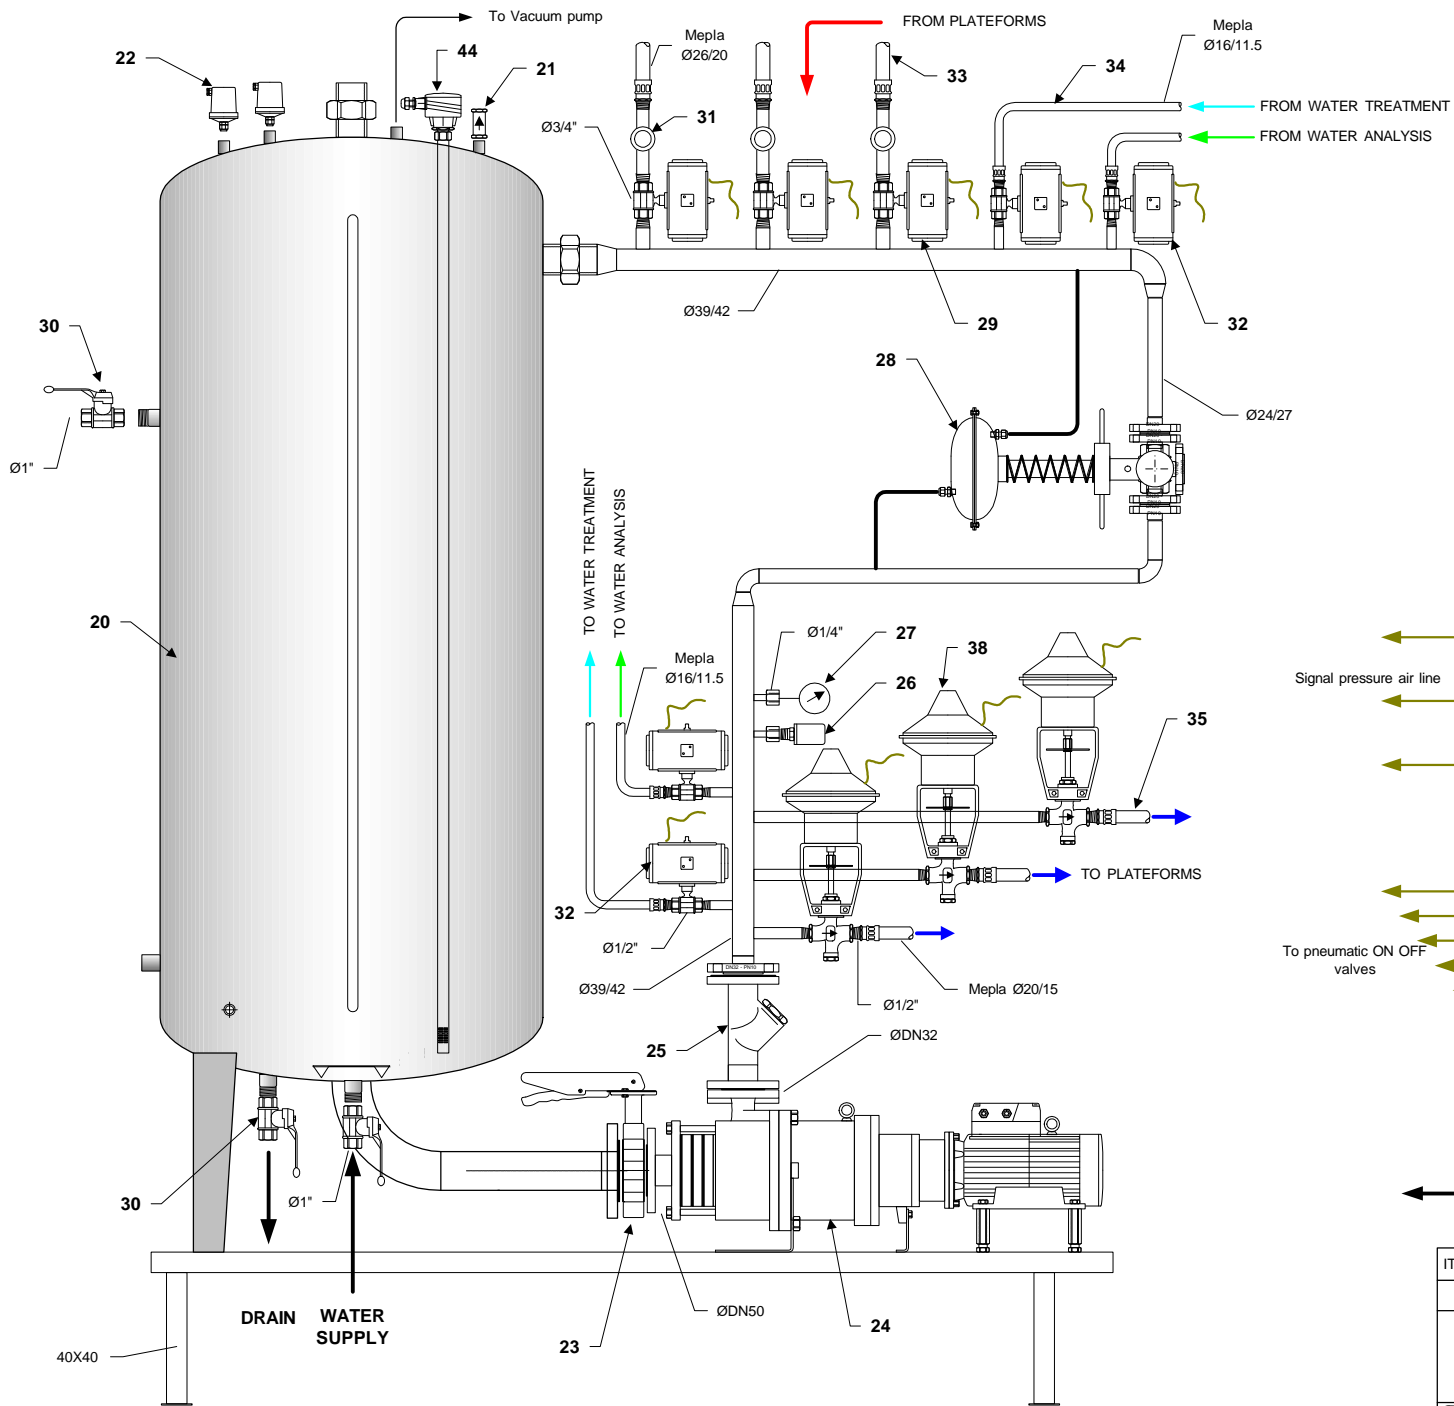 To Vacuum pump
FROM PLATEFORMS
Mepla
Ø26/20
Mepla
Ø16/11.5
22
44
21
33
34
31
Ø3/4"
FROM WATER TREATMENT
FROM WATER ANALYSIS
Ø39/42
29
32
30
28
Ø24/27
Ø1"
TO WATER TREATMENT
TO WATER ANALYSIS
20
Ø1/4"
27
38
Mepla
Ø16/11.5
26
Signal pressure air line
35
TO PLATEFORMS
32
Ø1/2"
To pneumatic ON OFF
valves
DN32 - PN10
Ø39/42
Mepla Ø20/15
Ø1/2"
25
ØDN32
30
Ø1"
DRAIN
WATER
SUPPLY
ØDN50
23
24
40X40
IT